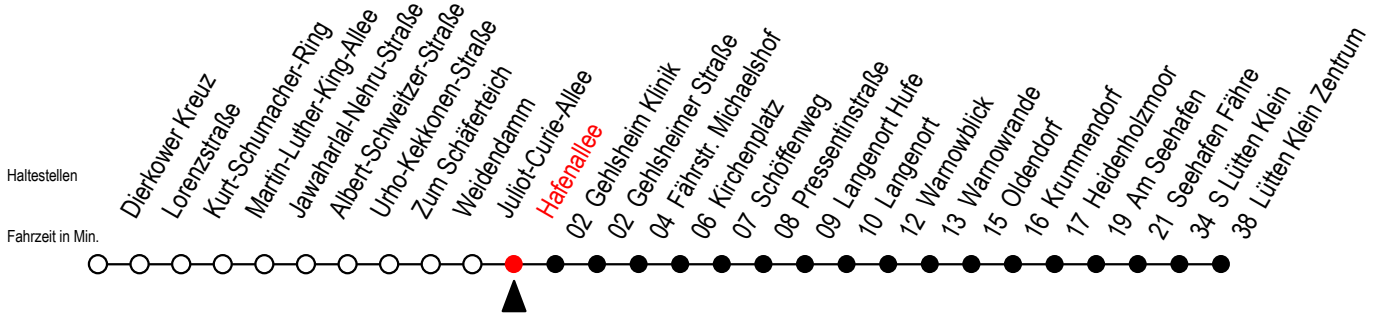 Haltestellen
Fahrzeit in Min.
Dierkower Kreuz
Lorenzstraße
Kurt-Schumacher-Ring
Martin-Luther-King-Allee
Jawaharlal-Nehru-Straße
Albert-Schweitzer-Straße
Urho-Kekkonen-Straße
Zum Schäferteich
Weidendamm
Juliot-Curie-Allee
Hafenallee
02 Gehlsheim Klinik
02 Gehlsheimer Straße
04 Fährstr. Michaelshof
06 Kirchenplatz
07 Schöffenweg
08 Pressentinstraße
09 Langenort Hufe
10 Langenort
12 Warnowblick
13 Warnowrande
15 Oldendorf
16 Krummendorf
17 Heidenholzmoor
19 Am Seehafen
21 Seehafen Fähre
34 S Lütten Klein
38 Lütten Klein Zentrum